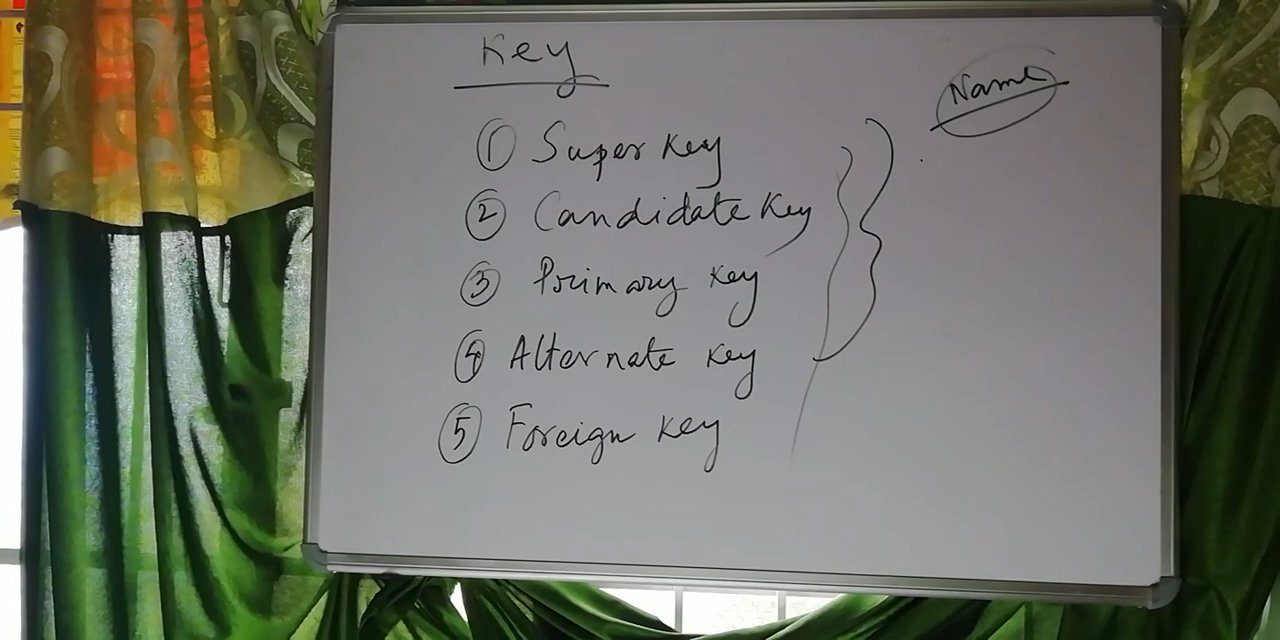 Key
Name
① Super Key
② Candidate Key
③ Primary Key
④ Alternate Key
⑤ Foreign Key